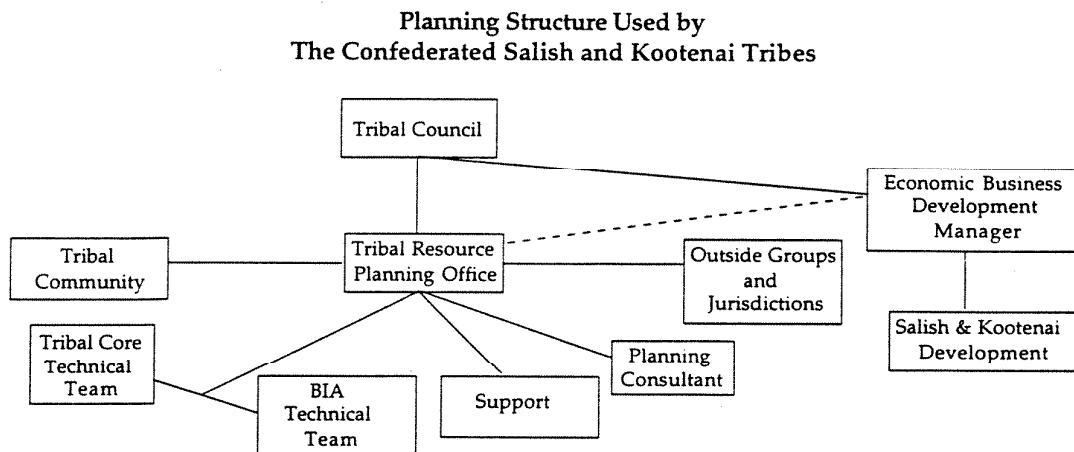 Planning Structure Used by
The Confederated Salish and Kootenai Tribes
Tribal Council
Economic Business
Development
Manager
Tribal
Community
Tribal Resource
Planning Office
Outside Groups
and
Jurisdictions
Salish & Kootenai
Development
Tribal Core
Technical
Team
BIA
Technical
Team
Support
Planning
Consultant